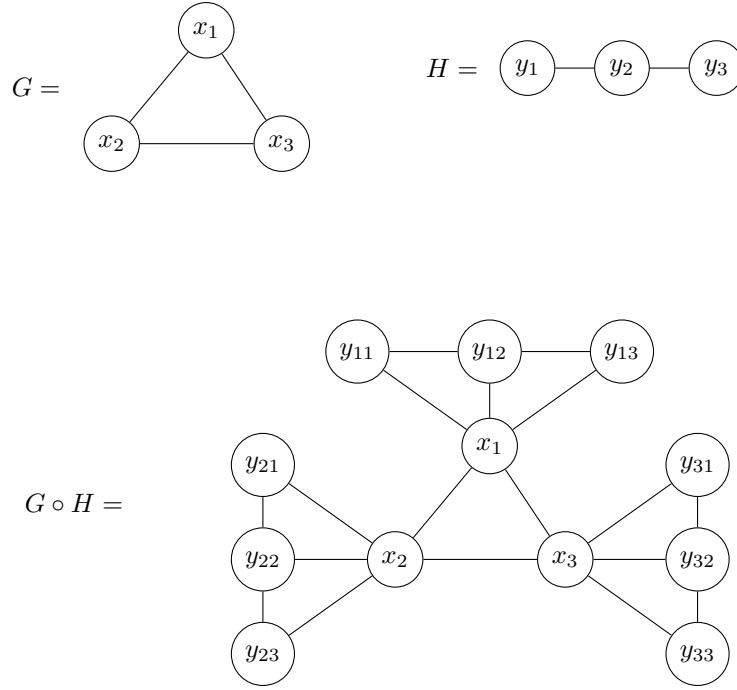 x₁
G =
H =
y₁ y₂ y₃
x₂ x₃
y₁₁ y₁₂ y₁₃
x₁
y₂₁ y₃₁
G ∘ H =
y₂₂ x₂ x₃ y₃₂
y₂₃ y₃₃